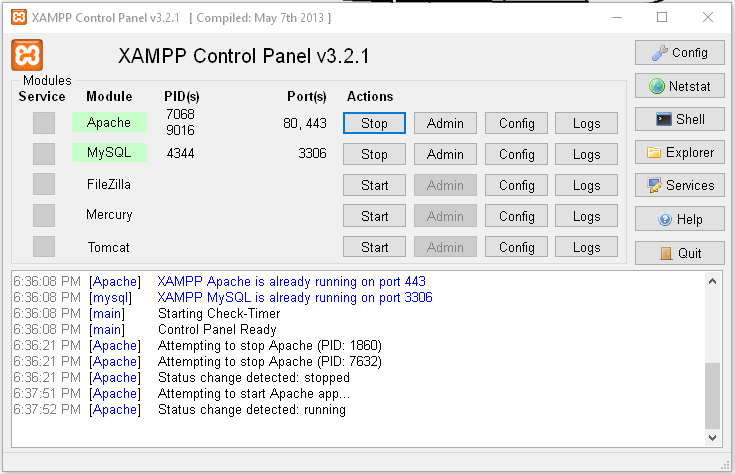 XAMPP Control Panel v3.2.1 [ Compiled: May 7th 2013 ]
XAMPP Control Panel v3.2.1
Config
Modules
Service Module PID(s) Port(s) Actions
Netstat
Apache 7068 9016 80, 443 Stop Admin Config Logs
Shell
MySQL 4344 3306 Stop Admin Config Logs
Explorer
FileZilla Start Admin Config Logs
Services
Mercury Start Admin Config Logs
Help
Tomcat Start Admin Config Logs
Quit
6:36:08 PM [Apache] XAMPP Apache is already running on port 443
6:36:08 PM [mysql] XAMPP MySQL is already running on port 3306
6:36:08 PM [main] Starting Check-Timer
6:36:08 PM [main] Control Panel Ready
6:36:21 PM [Apache] Attempting to stop Apache (PID: 1860)
6:36:21 PM [Apache] Attempting to stop Apache (PID: 7632)
6:36:21 PM [Apache] Status change detected: stopped
6:37:51 PM [Apache] Attempting to start Apache app...
6:37:52 PM [Apache] Status change detected: running